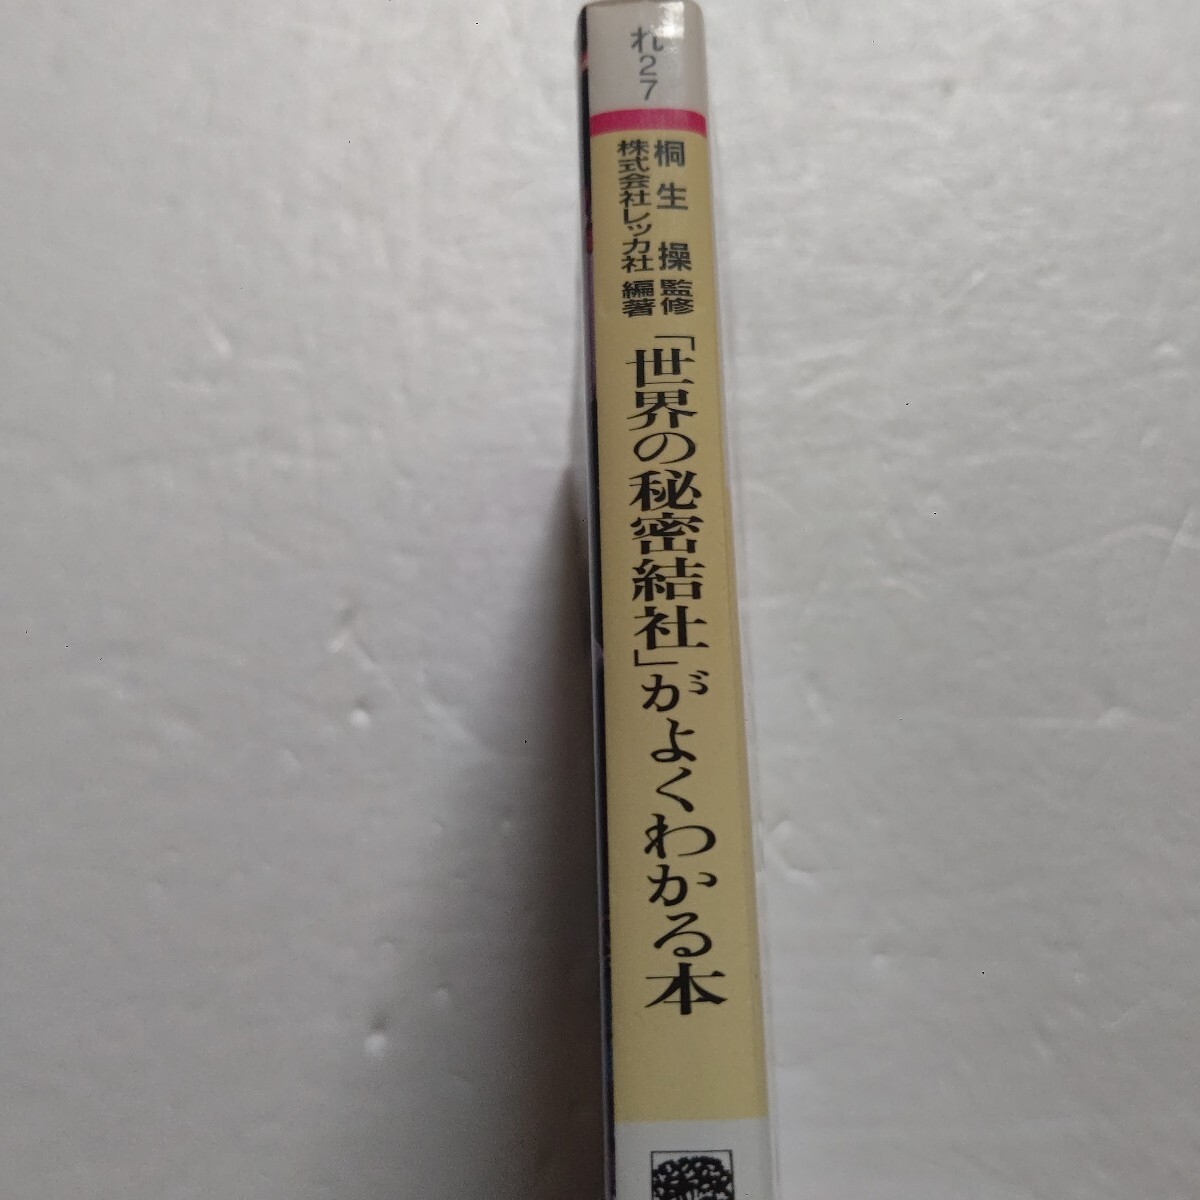 れ27
桐生 操 監修
株式会社レッカ社 編著
「世界の秘密結社」がよくわかる本